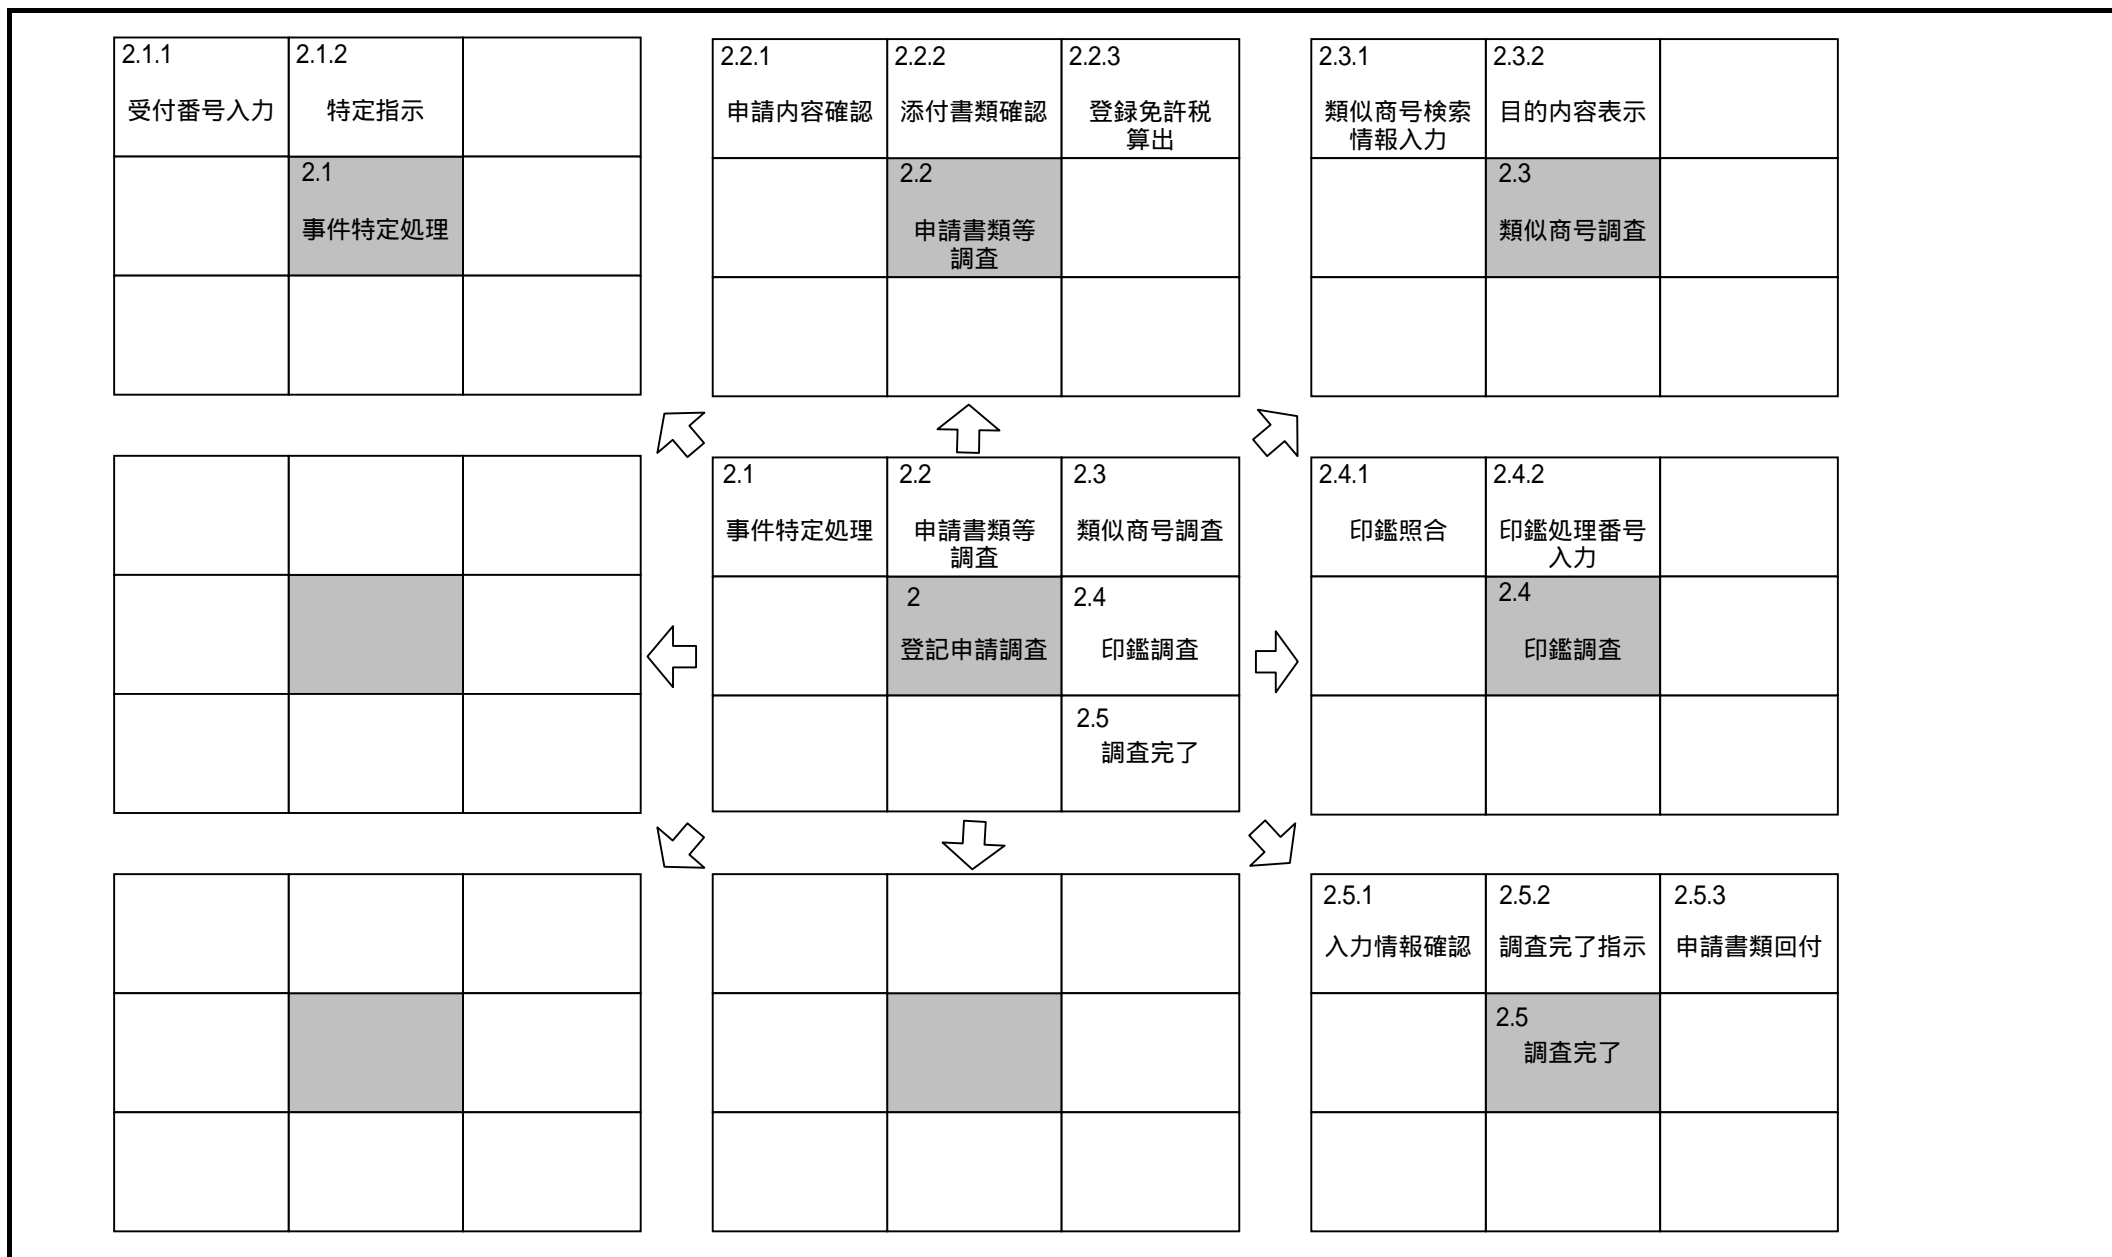 2.1.1
受付番号入力
2.1.2
特定指示
2.1
事件特定処理
2.2.1
申請内容確認
2.2.2
添付書類確認
2.2.3
登録免許税
算出
2.2
申請書類等
調査
2.3.1
類似商号検索
情報入力
2.3.2
目的内容表示
2.3
類似商号調査
2.1
事件特定処理
2.2
申請書類等
調査
2.3
類似商号調査
2
登記申請調査
2.4
印鑑調査
2.5
調査完了
2.4.1
印鑑照合
2.4.2
印鑑処理番号
入力
2.4
印鑑調査
2.5.1
入力情報確認
2.5.2
調査完了指示
2.5.3
申請書類回付
2.5
調査完了